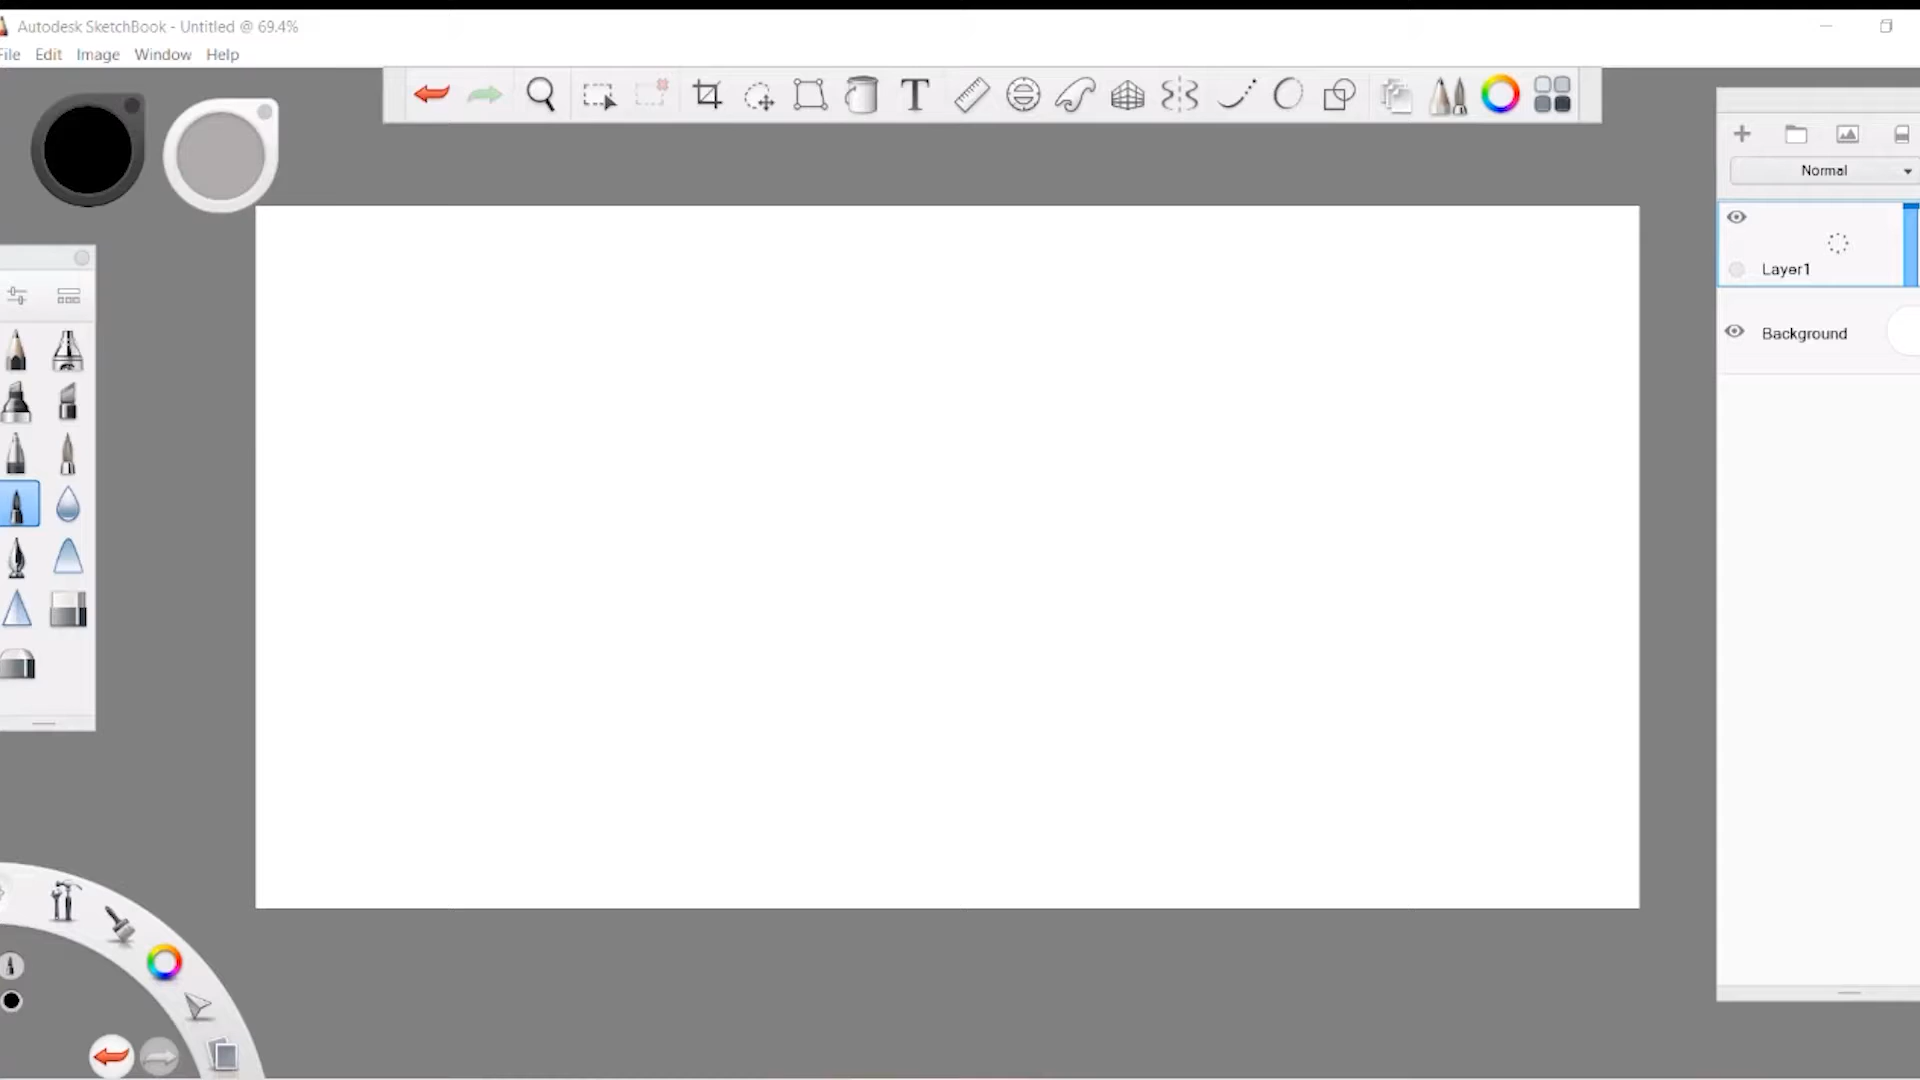 Autodesk SketchBook - Untitled @ 69.4%
File Edit Image Window Help
T
Normal
Layer1
Background